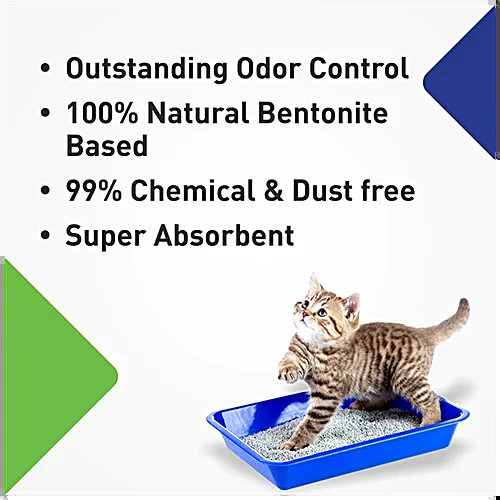 • Outstanding Odor Control
• 100% Natural Bentonite
Based
• 99% Chemical & Dust free
• Super Absorbent